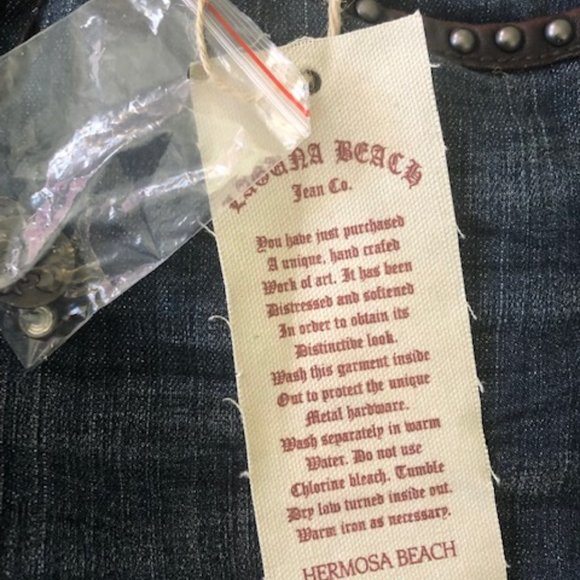 LAGUNA BEACH
Jean Co.
You have just purchased
A unique, hand crafed
Work of art. It has been
Distressed and softened
In order to obtain its
Distinctive look.
Wash this garment inside
Out to protect the unique
Metal hardware.
Wash separately in warm
Water. Do not use
Chlorine bleach. Tumble
Dry low turned inside out.
Warm iron as necessary.
HERMOSA BEACH